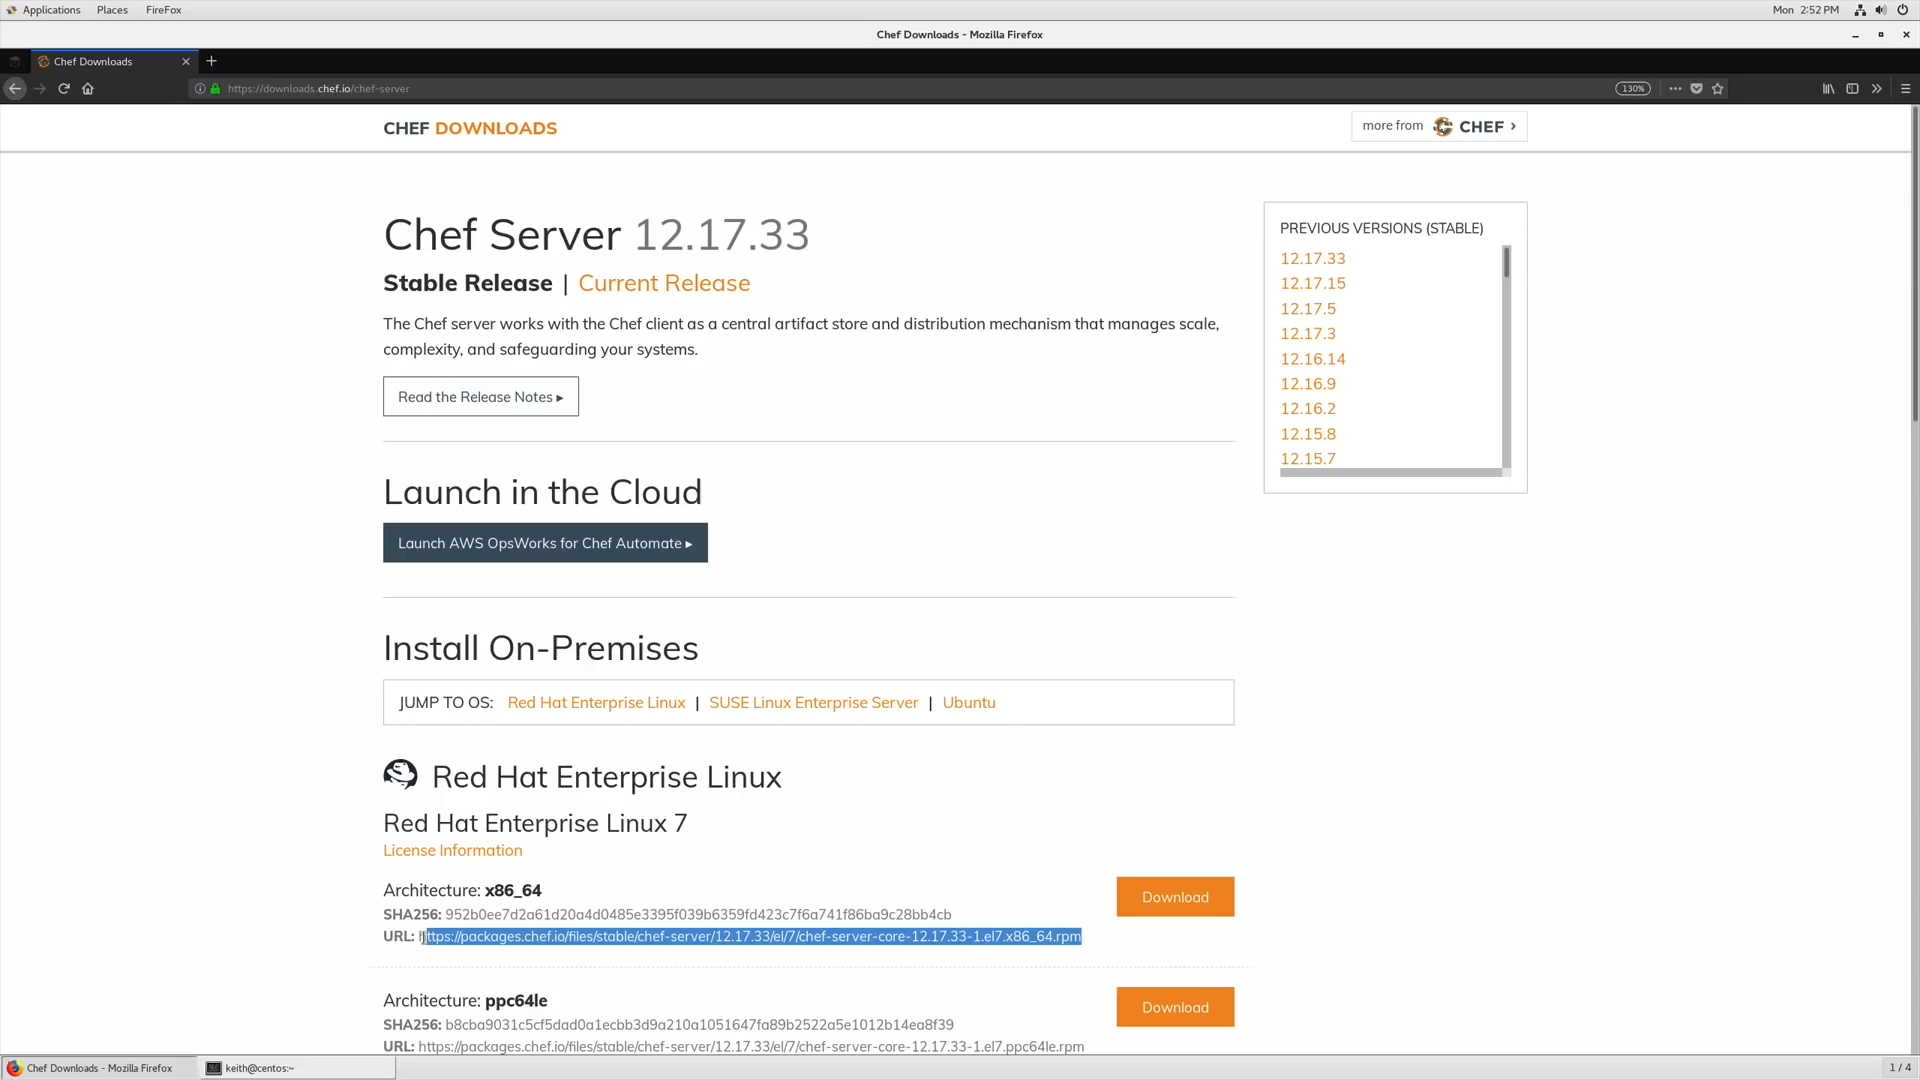 Applications Places FireFox Mon 2:52 PM
Chef Downloads - Mozilla Firefox
Chef Downloads
https://downloads.chef.io/chef-server 130%
CHEF DOWNLOADS
more from CHEF
Chef Server 12.17.33
Stable Release | Current Release
The Chef server works with the Chef client as a central artifact store and distribution mechanism that manages scale,
complexity, and safeguarding your systems.
Read the Release Notes ▸
Launch in the Cloud
Launch AWS OpsWorks for Chef Automate ▸
Install On-Premises
JUMP TO OS: Red Hat Enterprise Linux | SUSE Linux Enterprise Server | Ubuntu
Red Hat Enterprise Linux
Red Hat Enterprise Linux 7
License Information
Architecture: x86_64
SHA256: 952b0ee7d2a61d20a4d0485e3395f039b6359fd423c7f6a741f86ba9c28bb4cb
URL: https://packages.chef.io/files/stable/chef-server/12.17.33/el/7/chef-server-core-12.17.33-1.el7.x86_64.rpm
Download
Architecture: ppc64le
SHA256: b8cba9031c5cf5dad0a1ecbb3d9a210a1051647fa89b2522a5e1012b14ea8f39
URL: https://packages.chef.io/files/stable/chef-server/12.17.33/el/7/chef-server-core-12.17.33-1.el7.ppc64le.rpm
Download
PREVIOUS VERSIONS (STABLE)
12.17.33
12.17.15
12.17.5
12.17.3
12.16.14
12.16.9
12.16.2
12.15.8
12.15.7
Chef Downloads - Mozilla Firefox keith@centos:~ 1 / 4